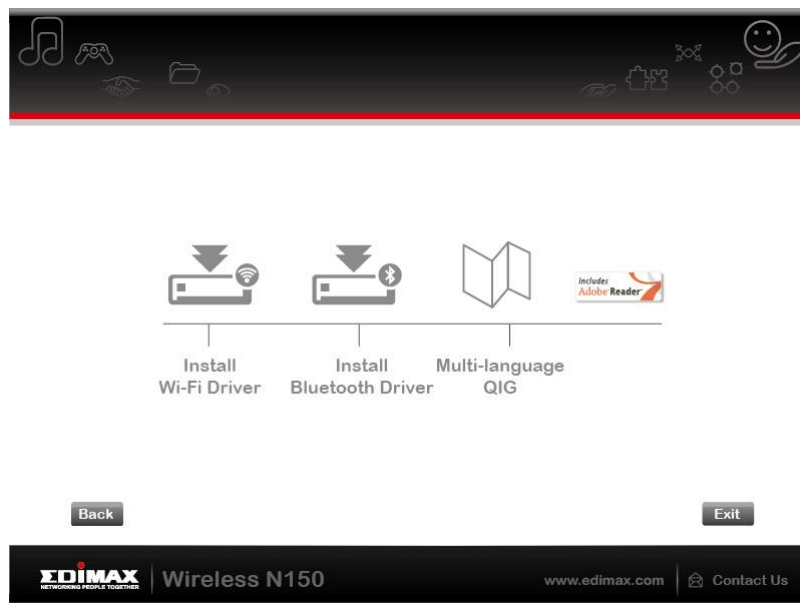 Includes
Adobe Reader
Install
Wi-Fi Driver
Install
Bluetooth Driver
Multi-language
QIG
Back
Exit
EDIMAX
NETWORKING PEOPLE TOGETHER
Wireless N150
www.edimax.com
Contact Us